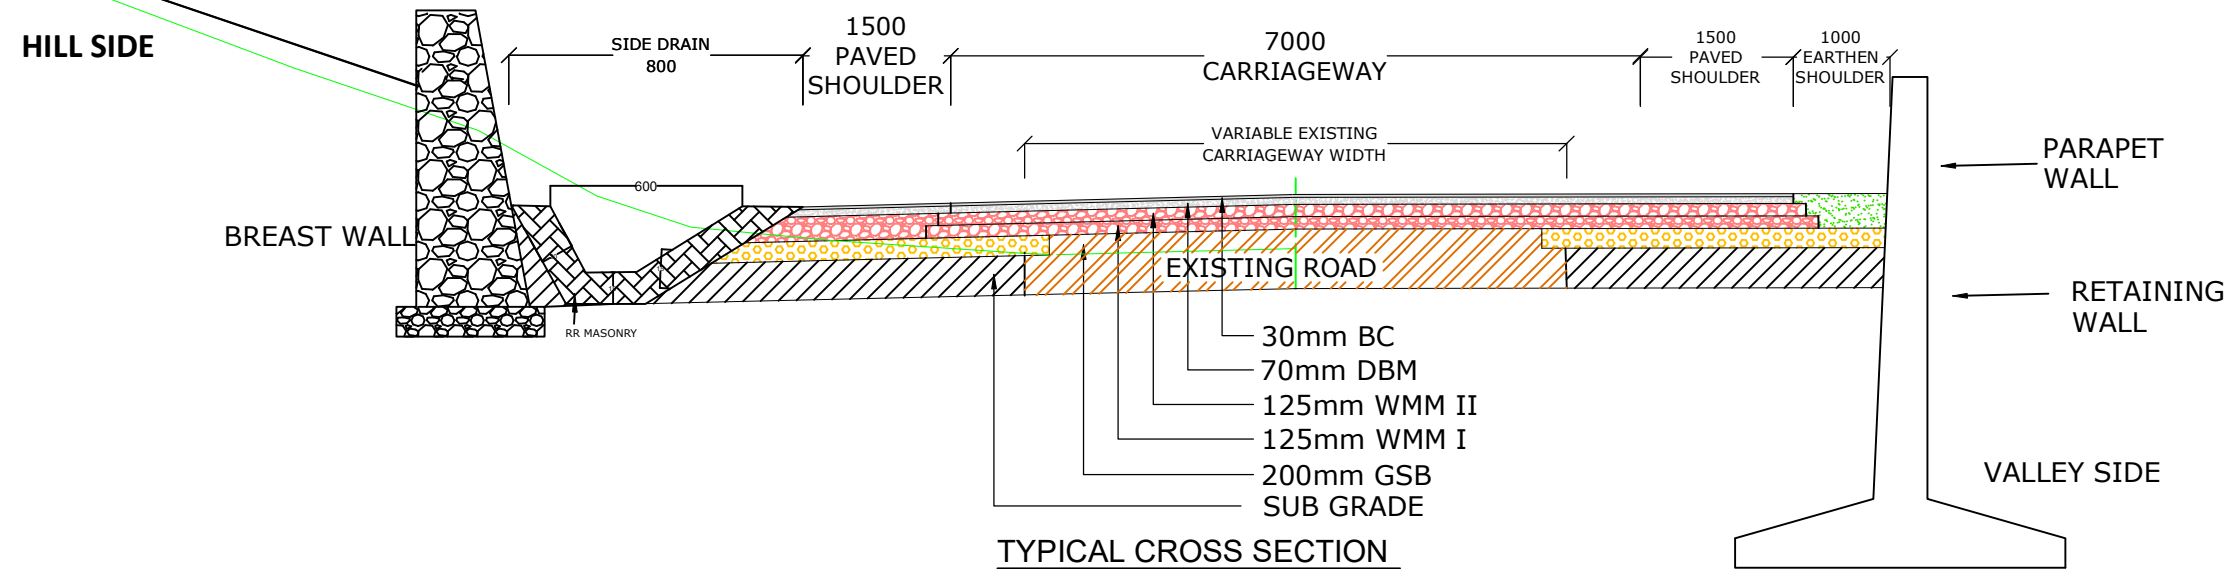 HILL SIDE
SIDE DRAIN
800
1500
PAVED
SHOULDER
7000
CARRIAGEWAY
1500
PAVED
SHOULDER
1000
EARTHEN
SHOULDER
VARIABLE EXISTING
CARRIAGEWAY WIDTH
PARAPET
WALL
600
BREAST WALL
EXISTING ROAD
RETAINING
WALL
RR MASONRY
30mm BC
70mm DBM
125mm WMM II
125mm WMM I
200mm GSB
SUB GRADE
VALLEY SIDE
TYPICAL CROSS SECTION